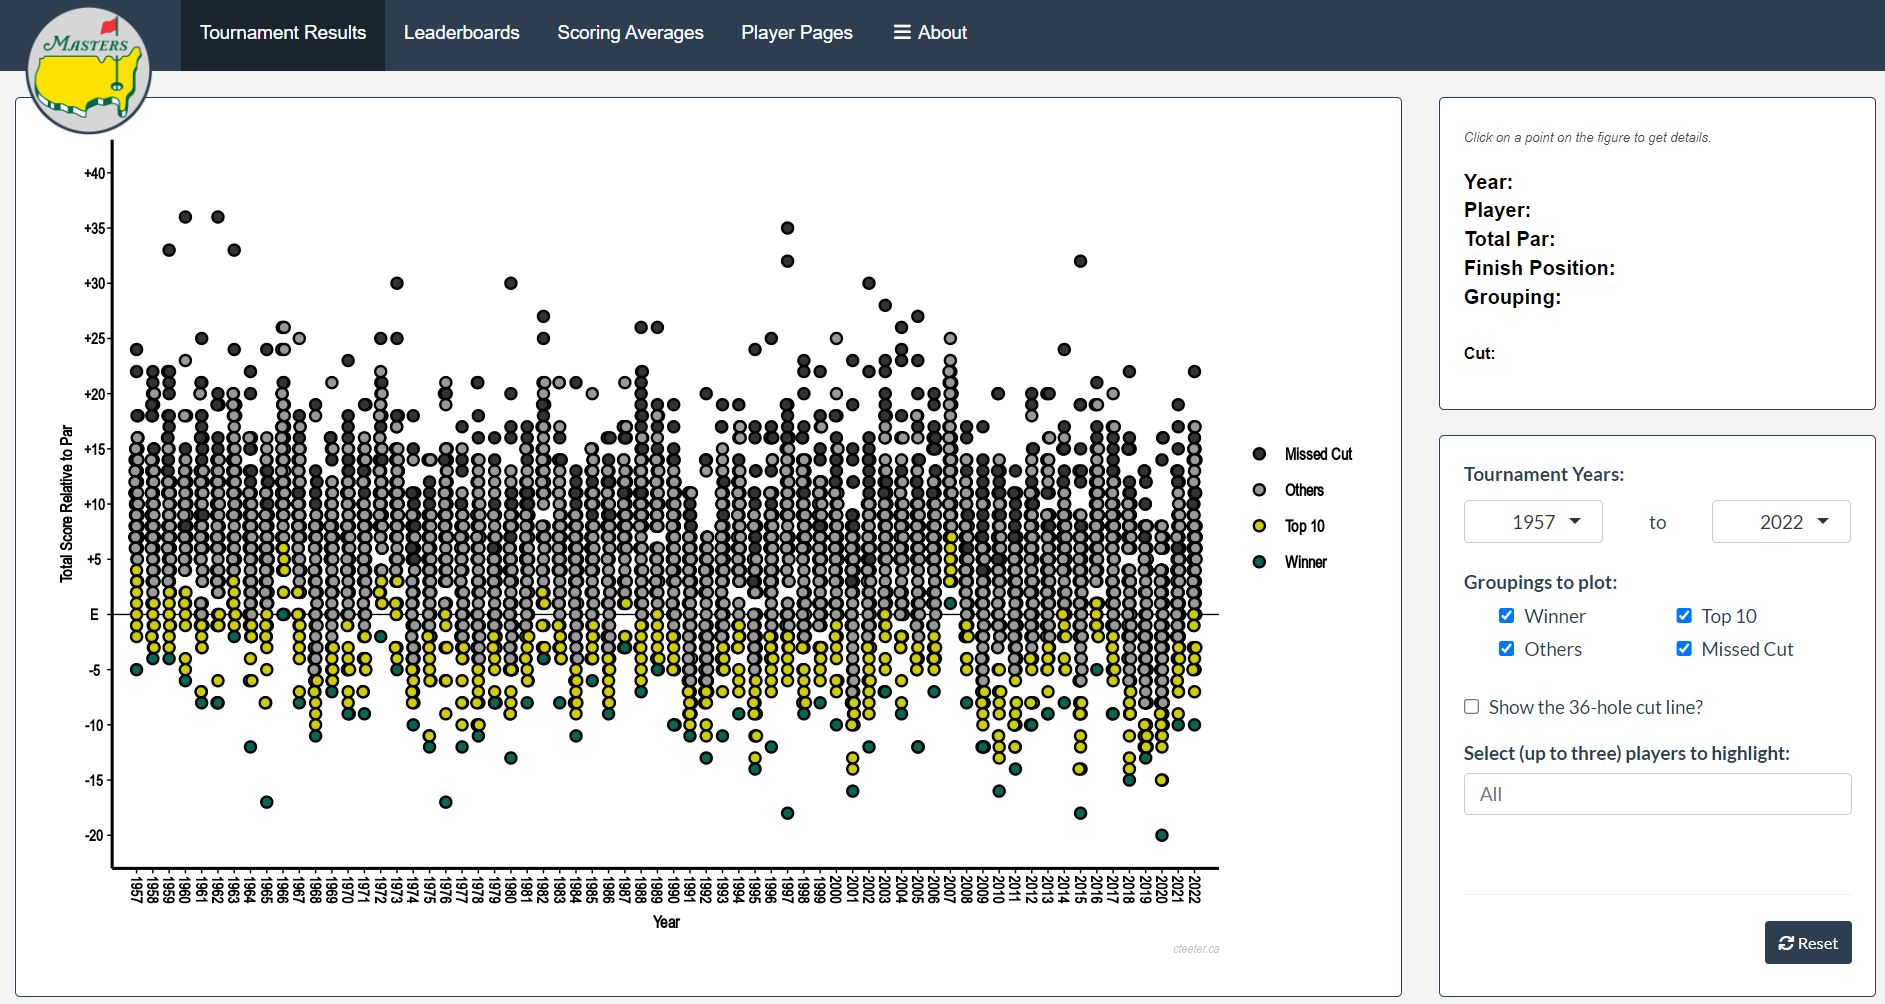 MASTERS
Tournament Results
Leaderboards
Scoring Averages
Player Pages
About
+40
+35
+30
+25
+20
+15
+10
+5
E
-5
-10
-15
-20
Total Score Relative to Par
1957
1958
1959
1960
1961
1962
1963
1964
1965
1966
1967
1968
1969
1970
1971
1972
1973
1974
1975
1976
1977
1978
1979
1980
1981
1982
1983
1984
1985
1986
1987
1988
1989
1990
1991
1992
1993
1994
1995
1996
1997
1998
1999
2000
2001
2002
2003
2004
2005
2006
2007
2008
2009
2010
2011
2012
2013
2014
2015
2016
2017
2018
2019
2020
2021
2022
Year
Missed Cut
Others
Top 10
Winner
cteeter.ca
Click on a point on the figure to get details.
Year:
Player:
Total Par:
Finish Position:
Grouping:
Cut:
Tournament Years:
1957 to 2022
Groupings to plot:
Winner Top 10
Others Missed Cut
Show the 36-hole cut line?
Select (up to three) players to highlight:
All
Reset